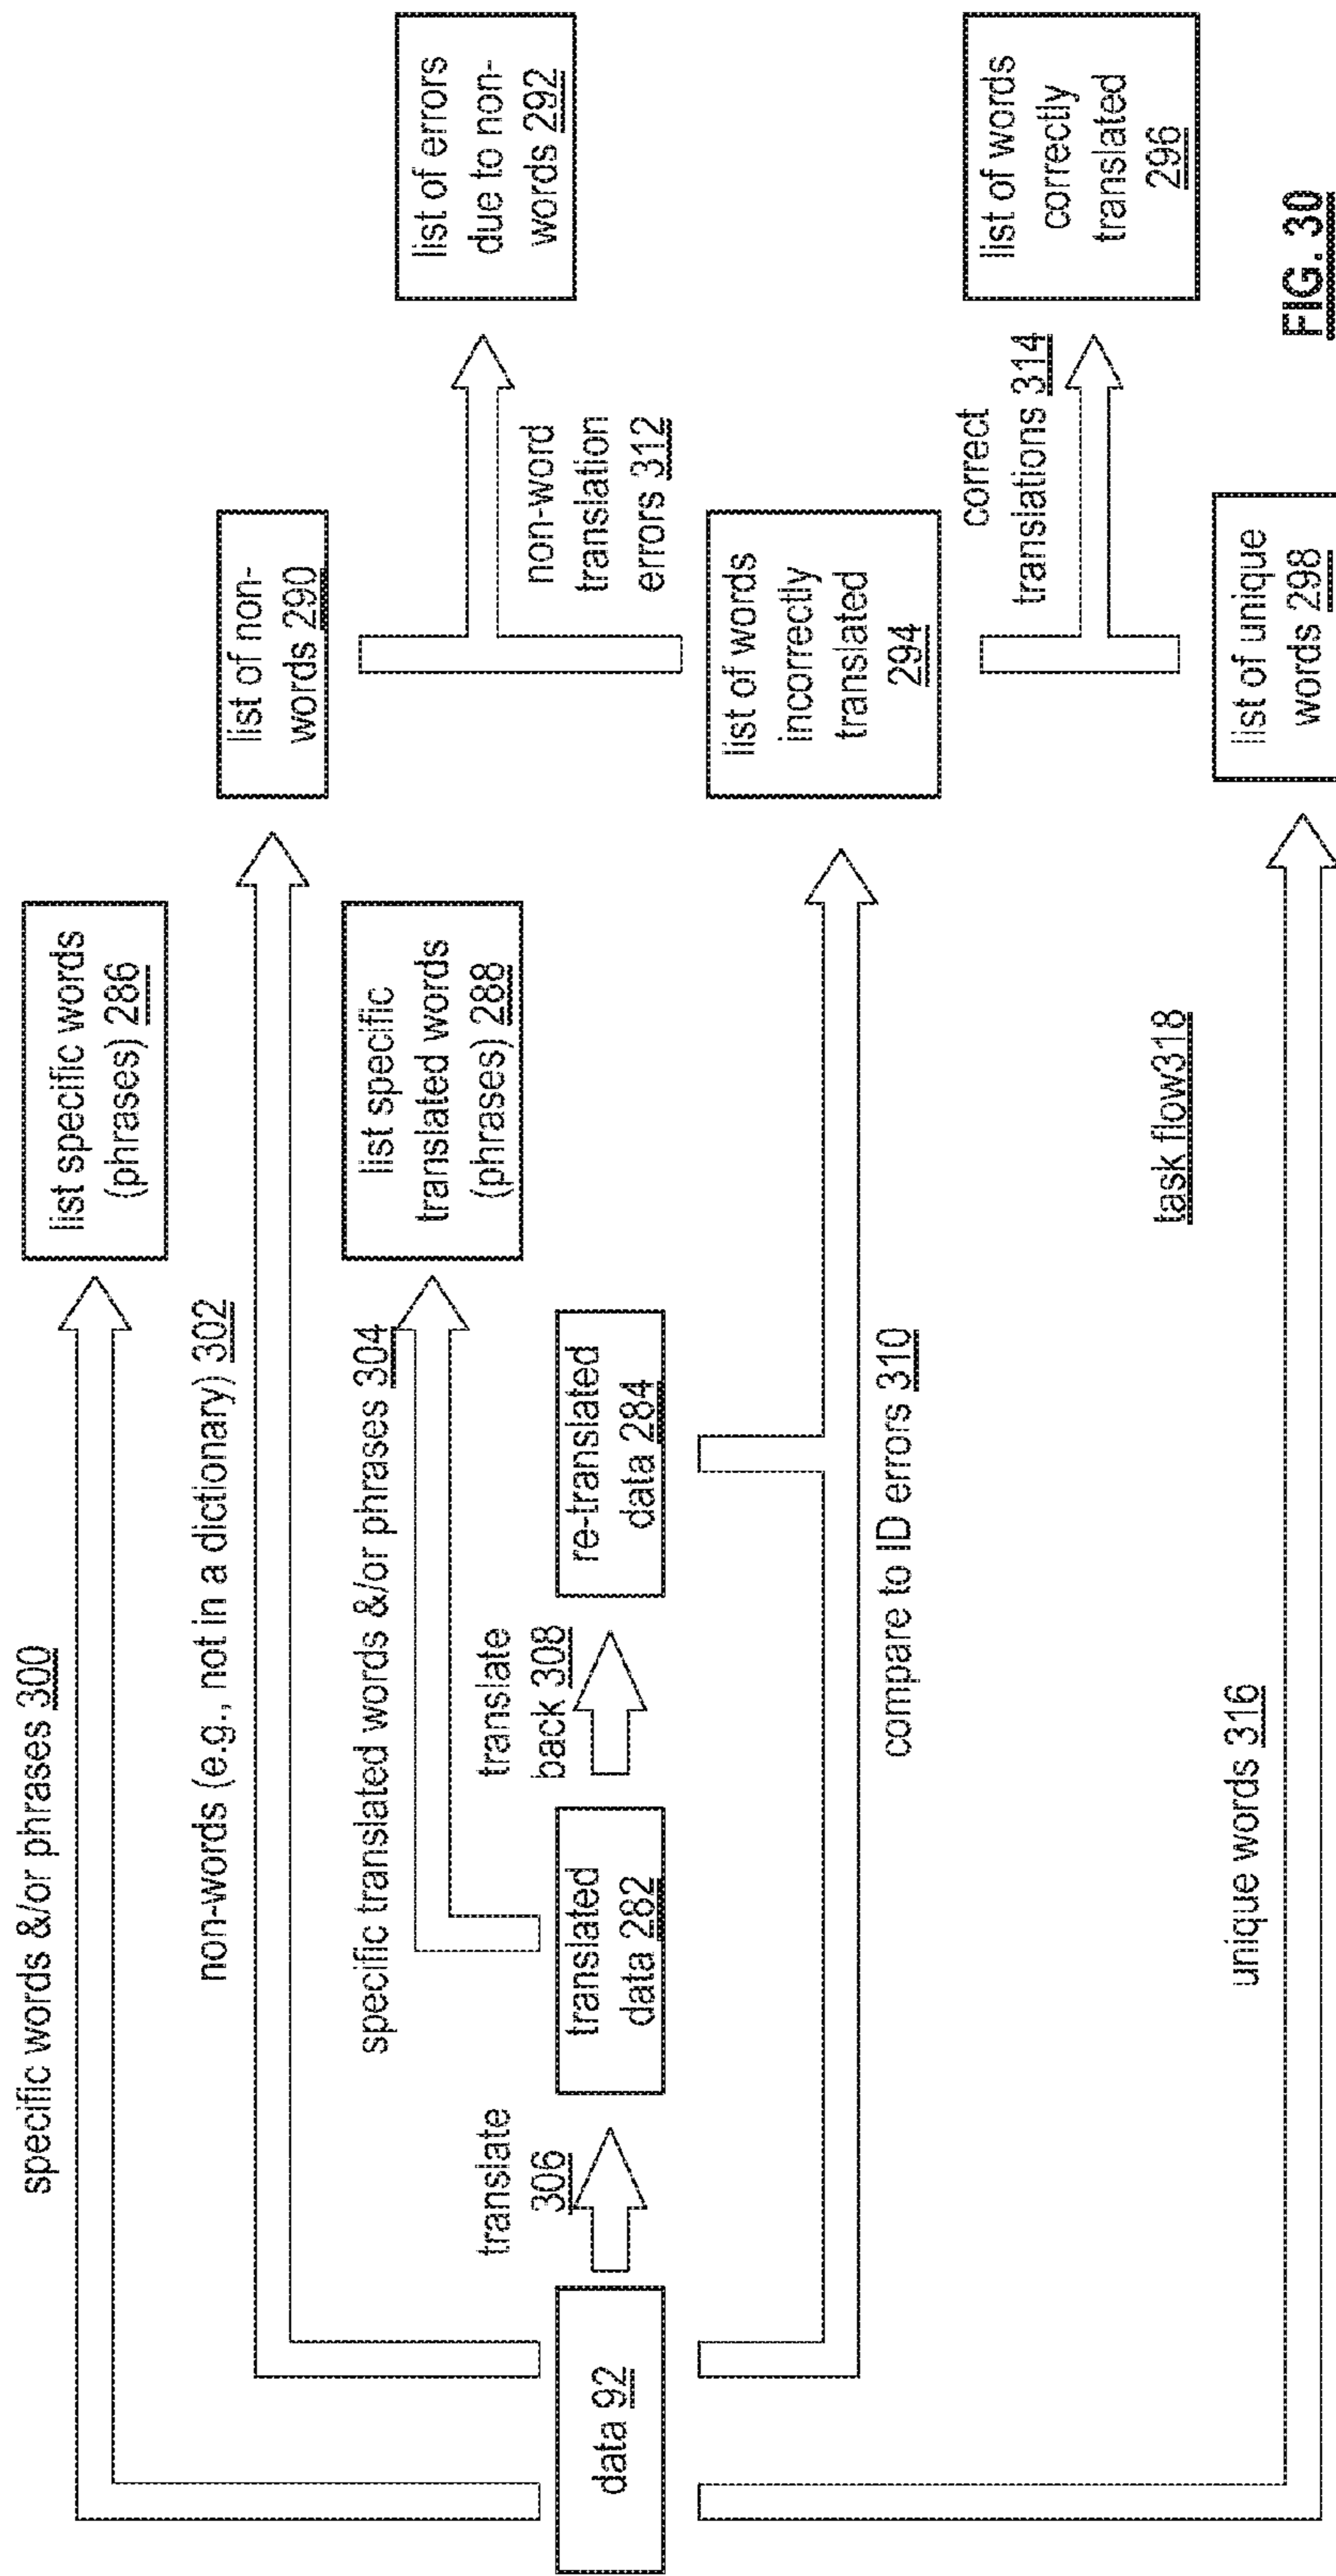 specific words &/or phrases 300
list specific words
(phrases) 286
non-words (e.g., not in a dictionary) 302
list of non-
words 290
specific translated words &/or phrases 304
list specific
translated words
(phrases) 288
list of errors
due to non-
words 292
non-word
translation
errors 312
data 92
translate
306
translated
data 282
translate
back 308
re-translated
data 284
compare to ID errors 310
list of words
incorrectly
translated
294
correct
translations 314
list of words
correctly
translated
296
unique words 316
list of unique
words 298
task flow318
FIG. 30